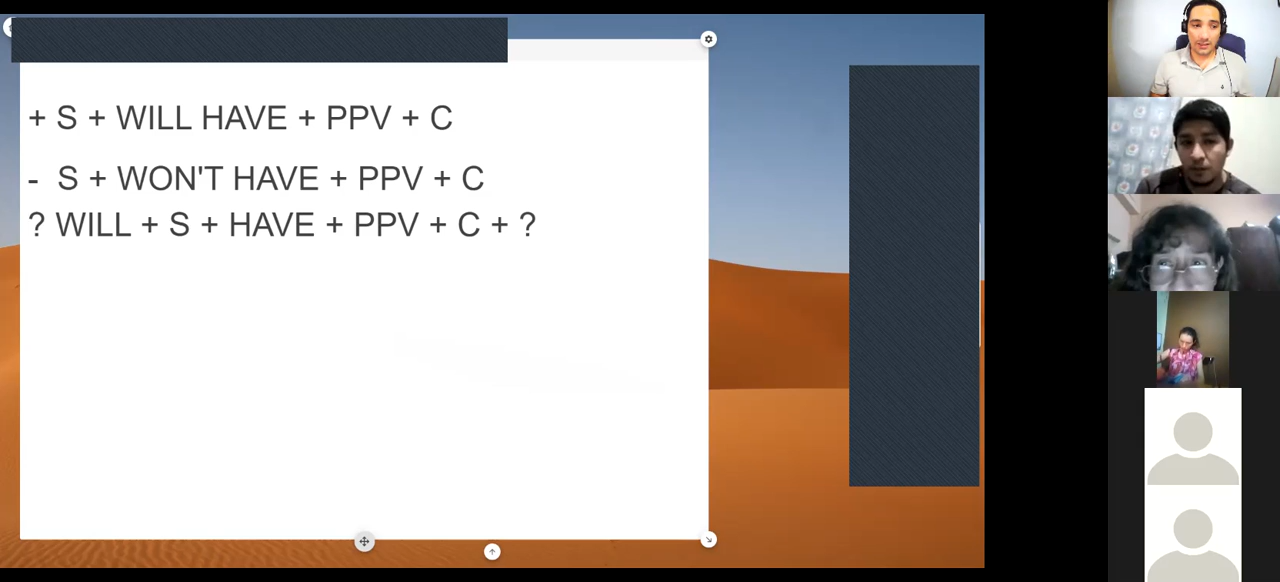 + S + WILL HAVE + PPV + C
- S + WON'T HAVE + PPV + C
? WILL + S + HAVE + PPV + C + ?